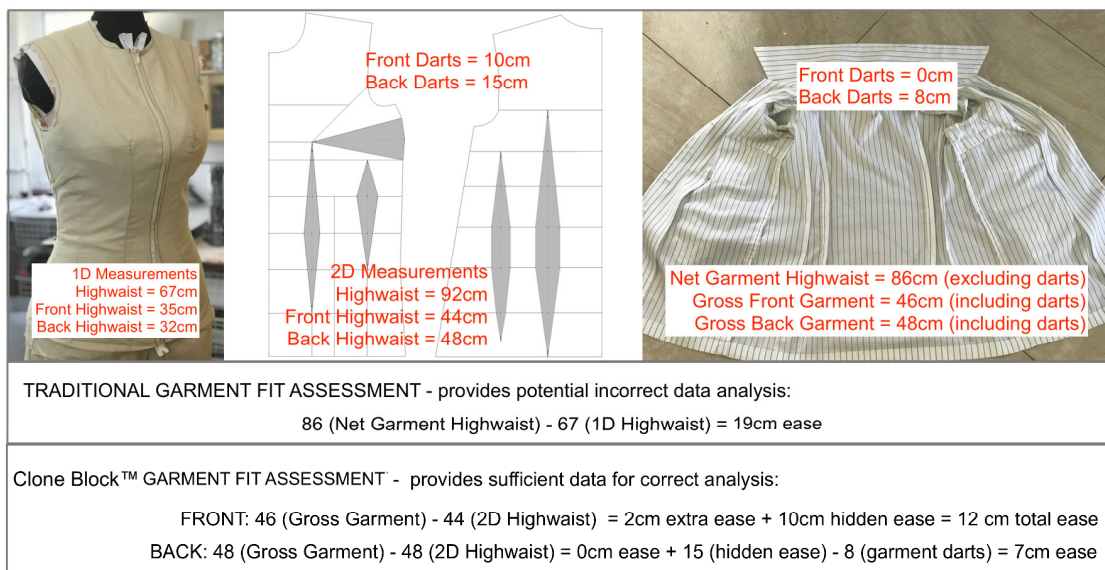 Front Darts = 10cm
Back Darts = 15cm
Front Darts = 0cm
Back Darts = 8cm
1D Measurements
Highwaist = 67cm
Front Highwaist = 35cm
Back Highwaist = 32cm
2D Measurements
Highwaist = 92cm
Front Highwaist = 44cm
Back Highwaist = 48cm
Net Garment Highwaist = 86cm (excluding darts)
Gross Front Garment = 46cm (including darts)
Gross Back Garment = 48cm (including darts)
TRADITIONAL GARMENT FIT ASSESSMENT - provides potential incorrect data analysis:
86 (Net Garment Highwaist) - 67 (1D Highwaist) = 19cm ease
Clone Block™ GARMENT FIT ASSESSMENT - provides sufficient data for correct analysis:
FRONT: 46 (Gross Garment) - 44 (2D Highwaist) = 2cm extra ease + 10cm hidden ease = 12 cm total ease
BACK: 48 (Gross Garment) - 48 (2D Highwaist) = 0cm ease + 15 (hidden ease) - 8 (garment darts) = 7cm ease